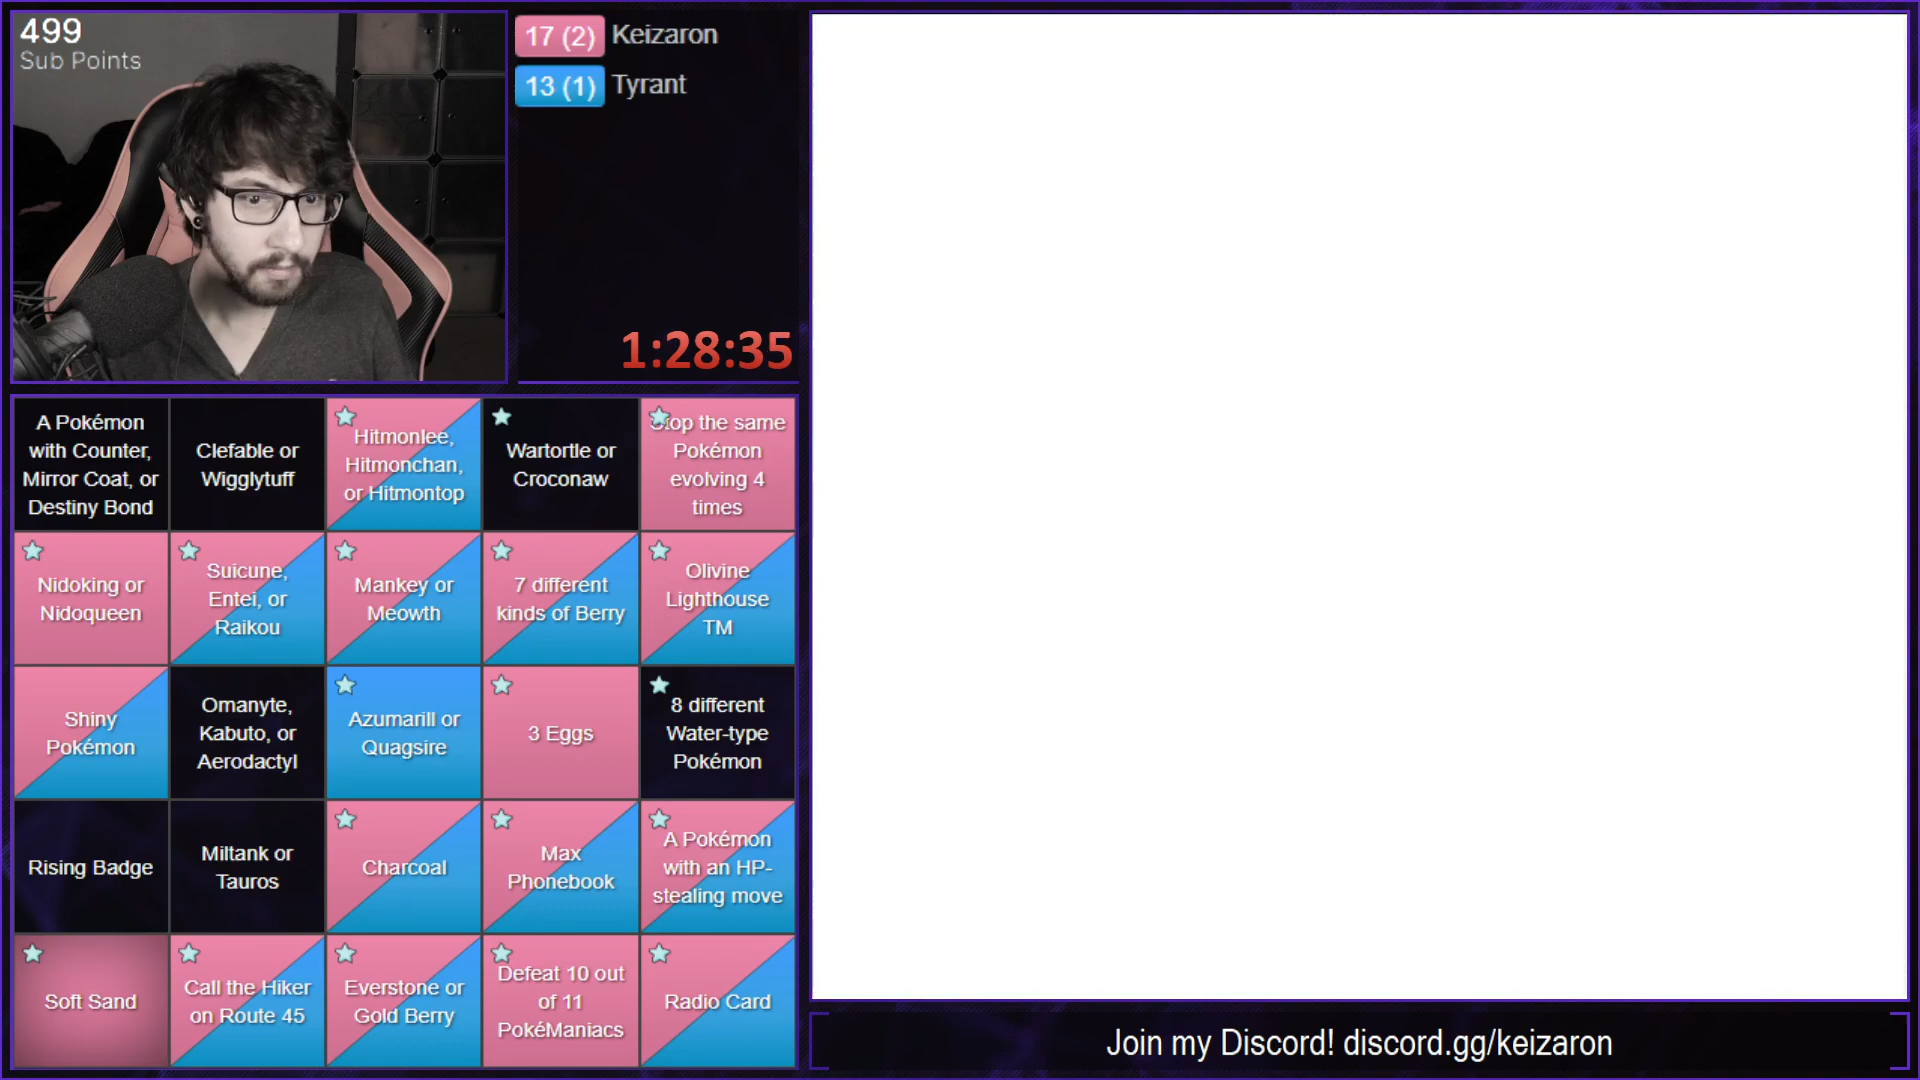 499
Sub Points
17 (2) Keizaron
13 (1) Tyrant
1:28:35
A Pokémon
with Counter,
Mirror Coat, or
Destiny Bond
Clefable or
Wigglytuff
Hitmonlee,
Hitmonchan,
or Hitmontop
Wartortle or
Croconaw
Stop the same
Pokémon
evolving 4
times
Nidoking or
Nidoqueen
Suicune,
Entei, or
Raikou
Mankey or
Meowth
7 different
kinds of Berry
Olivine
Lighthouse
TM
Shiny
Pokémon
Omanyte,
Kabuto, or
Aerodactyl
Azumarill or
Quagsire
3 Eggs
8 different
Water-type
Pokémon
Rising Badge
Miltank or
Tauros
Charcoal
Max
Phonebook
A Pokémon
with an HP-
stealing move
Soft Sand
Call the Hiker
on Route 45
Everstone or
Gold Berry
Defeat 10 out
of 11
PokéManiacs
Radio Card
Join my Discord! discord.gg/keizaron